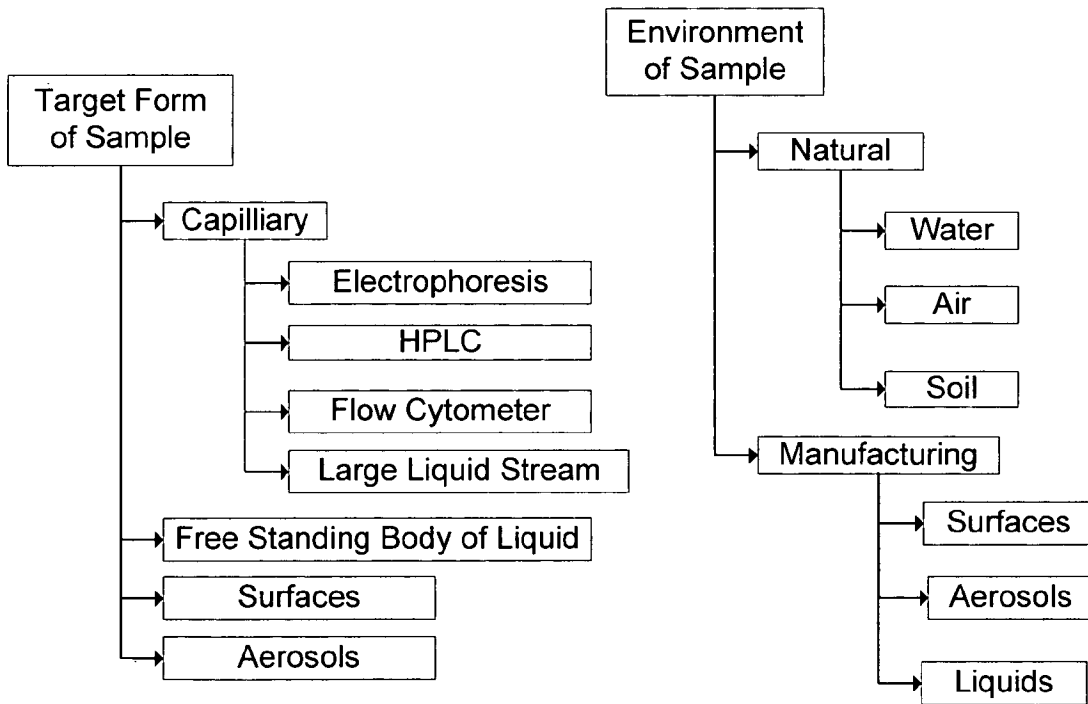 Target Form
of Sample
Capilliary
Electrophoresis
HPLC
Flow Cytometer
Large Liquid Stream
Free Standing Body of Liquid
Surfaces
Aerosols
Environment
of Sample
Natural
Water
Air
Soil
Manufacturing
Surfaces
Aerosols
Liquids